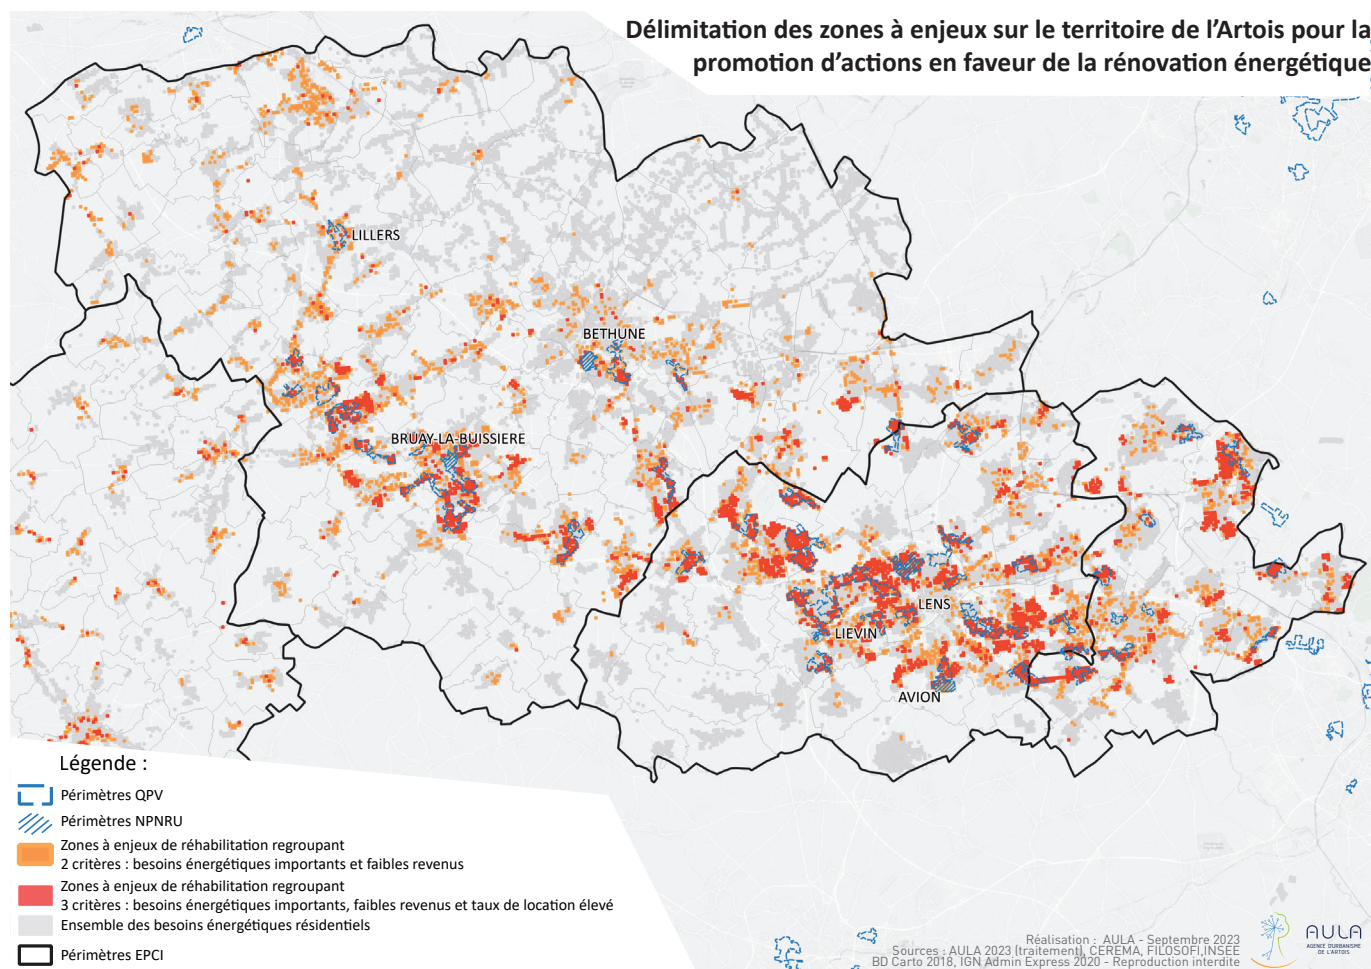 Délimitation des zones à enjeux sur le territoire de l'Artois pour la
promotion d'actions en faveur de la rénovation énergétique
LILLERS
BETHUNE
BRUAY-LA-BUISSIERE
LENS
LIEVIN
AVION
Légende :
Périmètres QPV
Périmètres NPNRU
Zones à enjeux de réhabilitation regroupant
2 critères : besoins énergétiques importants et faibles revenus
Zones à enjeux de réhabilitation regroupant
3 critères : besoins énergétiques importants, faibles revenus et taux de location élevé
Ensemble des besoins énergétiques résidentiels
Périmètres EPCI
Réalisation : AULA - Septembre 2023
Sources : AULA 2023 (traitement), CEREMA, FILOSOFI,INSEE
BD Carto 2018, IGN Admin Express 2020 - Reproduction interdite
AULA
AGENCE D'URBANISME
DE L'ARTOIS